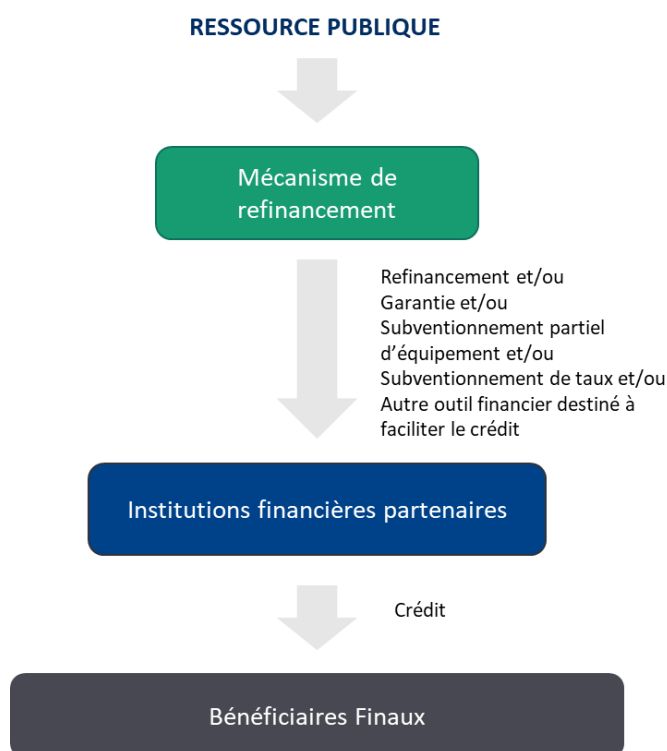 RESSOURCE PUBLIQUE
Mécanisme de
refinancement
Refinancement et/ou
Garantie et/ou
Subventionnement partiel
d'équipement et/ou
Subventionnement de taux et/ou
Autre outil financier destiné à
faciliter le crédit
Institutions financières partenaires
Crédit
Bénéficiaires Finaux